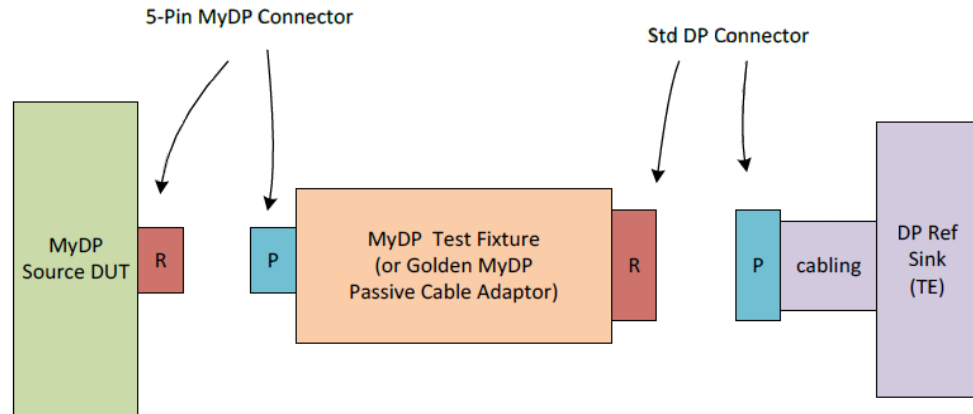 5-Pin MyDP Connector
Std DP Connector
MyDP
Source DUT
R
P
MyDP Test Fixture
(or Golden MyDP
Passive Cable Adaptor)
R
P
cabling
DP Ref
Sink
(TE)